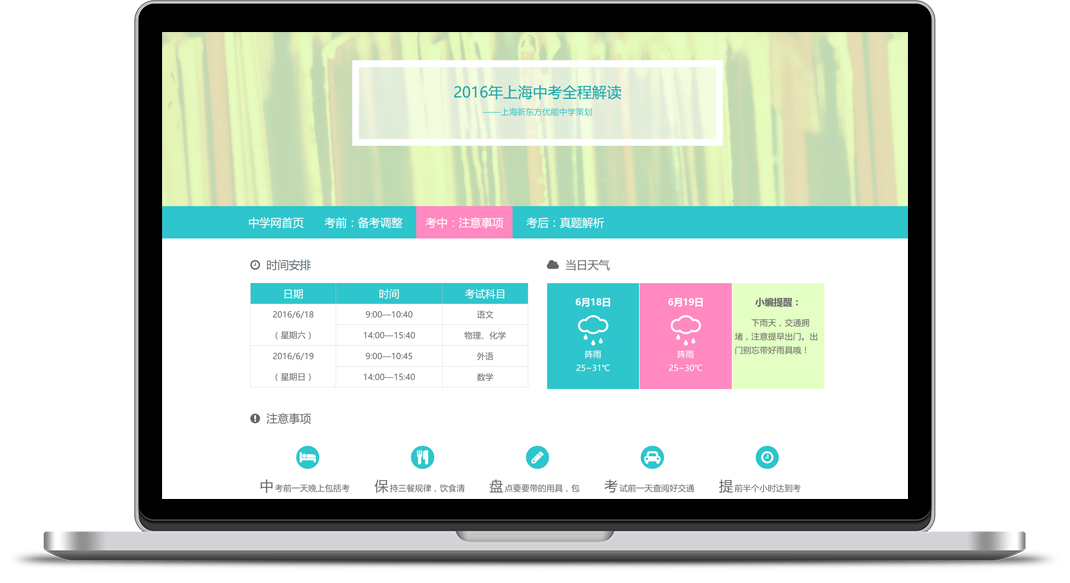 2016年上海中考全程解读
——上海新东方优能中学策划
中学网首页 考前：备考调整 考中：注意事项 考后：真题解析
时间安排
日期 时间 考试科目
2016/6/18 9:00—10:40 语文
（星期六） 14:00—15:40 物理、化学
2016/6/19 9:00—10:45 外语
（星期日） 14:00—15:40 数学
当日天气
6月18日
阵雨
25~31℃
6月19日
阵雨
25~30℃
小编提醒：
下雨天，交通拥
堵，注意提早出门。出
门别忘带好雨具哦！
注意事项
中考前一天晚上包括考
保持三餐规律，饮食清
盘点要要带的用具，包
考试前一天查阅好交通
提前半个小时达到考